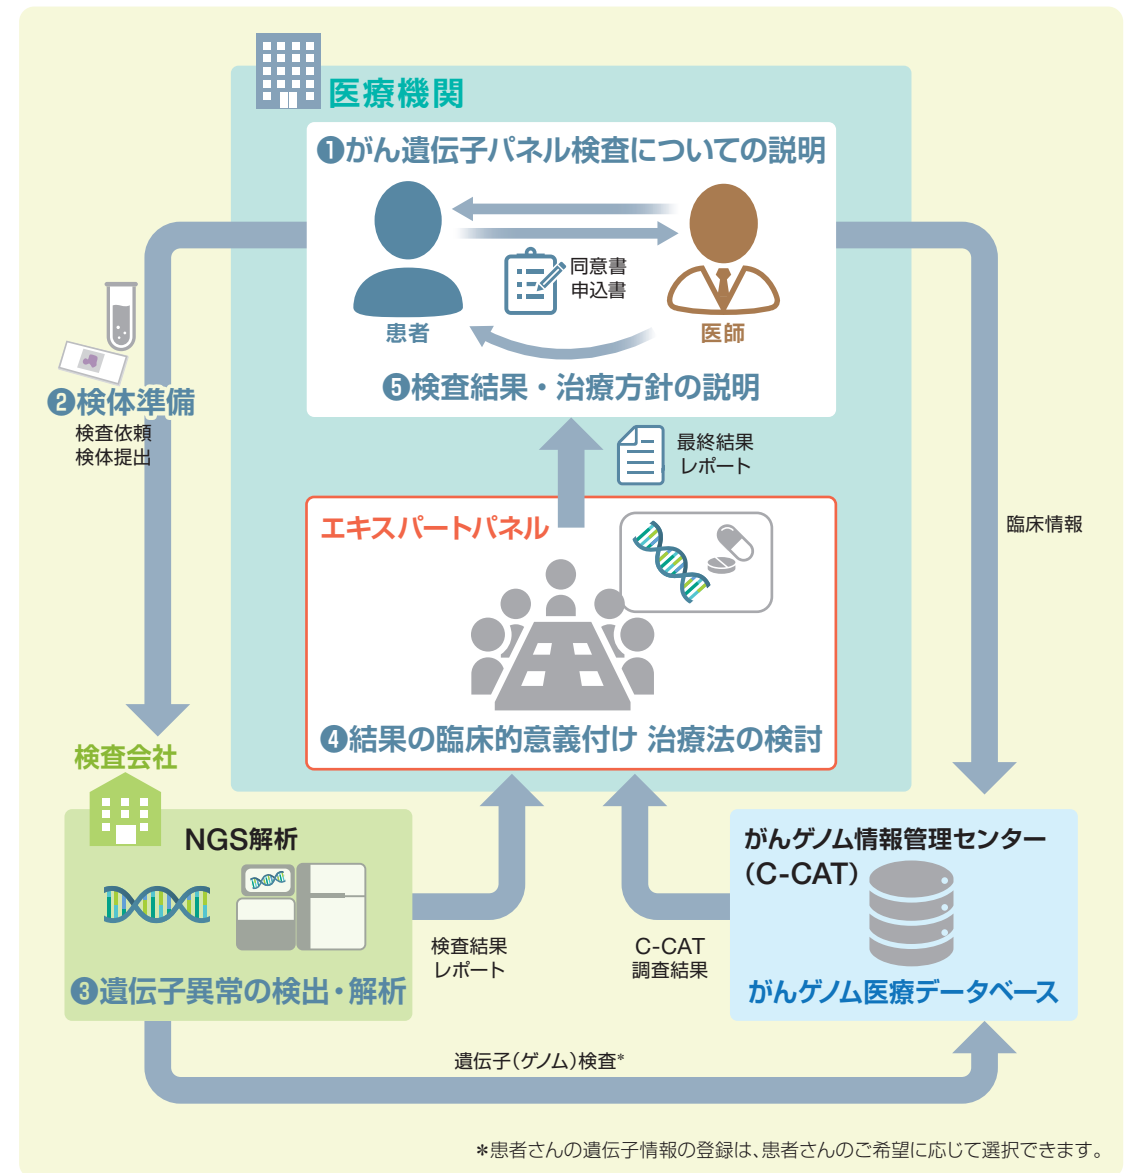 医療機関
❶がん遺伝子パネル検査についての説明
同意書
申込書
患者
医師
❺検査結果・治療方針の説明
❷検体準備
検査依頼
検体提出
最終結果
レポート
臨床情報
エキスパートパネル
❹結果の臨床的意義付け 治療法の検討
検査会社
NGS解析
❸遺伝子異常の検出・解析
検査結果
レポート
C-CAT
調査結果
がんゲノム情報管理センター
（C-CAT）
がんゲノム医療データベース
遺伝子（ゲノム）検査*
*患者さんの遺伝子情報の登録は、患者さんのご希望に応じて選択できます。